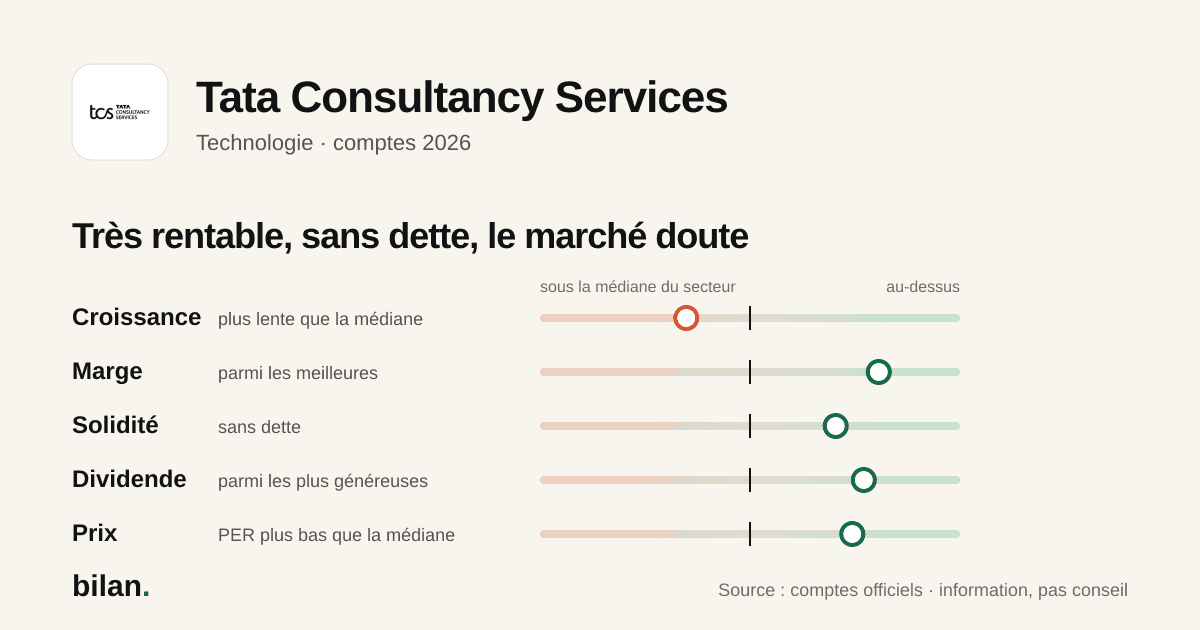 tcs TATA
CONSULTANCY
SERVICES
Tata Consultancy Services
Technologie · comptes 2026
Très rentable, sans dette, le marché doute
sous la médiane du secteur au-dessus
Croissance plus lente que la médiane
Marge parmi les meilleures
Solidité sans dette
Dividende parmi les plus généreuses
Prix PER plus bas que la médiane
bilan.
Source : comptes officiels · information, pas conseil